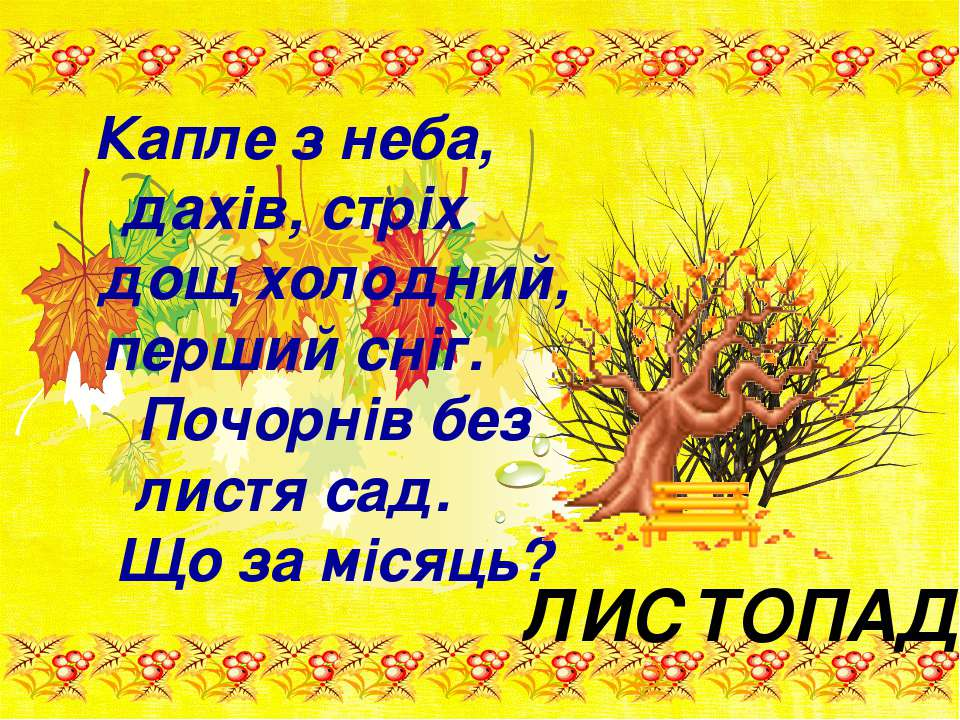 Капле з неба,
дахів, стріх
дощ холодний,
перший сніг.
Почорнів без
листя сад.
Що за місяць?
ЛИСТОПАД